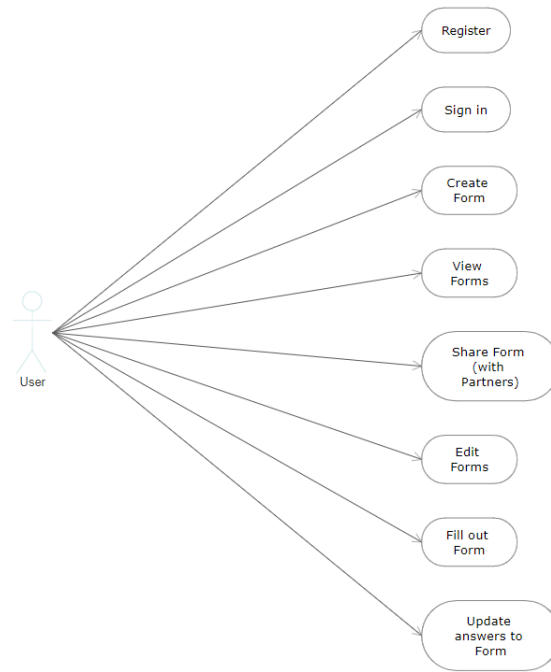 Register
Sign in
Create
Form
View
Forms
User
Share Form
(with
Partners)
Edit
Forms
Fill out
Form
Update
answers to
Form